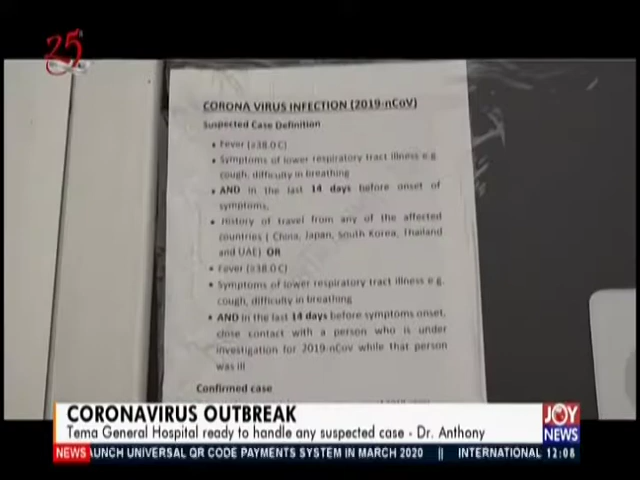 25
CORONA VIRUS INFECTION (2019-nCoV)
Suspected Case Definition
• Fever (≥38.0 C)
• Symptoms of lower respiratory tract illness e.g
cough, difficulty in breathing
• AND in the last 14 days before onset of
symptoms,
• History of travel from any of the affected
countries ( China, Japan, South Korea, Thailand
and UAE) OR
• Fever (≥38.0 C)
• Symptoms of lower respiratory tract illness e.g.
cough, difficulty in breathing
• AND in the last 14 days before symptoms onset,
close contact with a person who is under
investigation for 2019-nCov while that person
was ill
Confirmed case
CORONAVIRUS OUTBREAK
Tema General Hospital ready to handle any suspected case - Dr. Anthony
JOY
NEWS
NEWS AUNCH UNIVERSAL QR CODE PAYMENTS SYSTEM IN MARCH 2020 || INTERNATIONAL 12:08